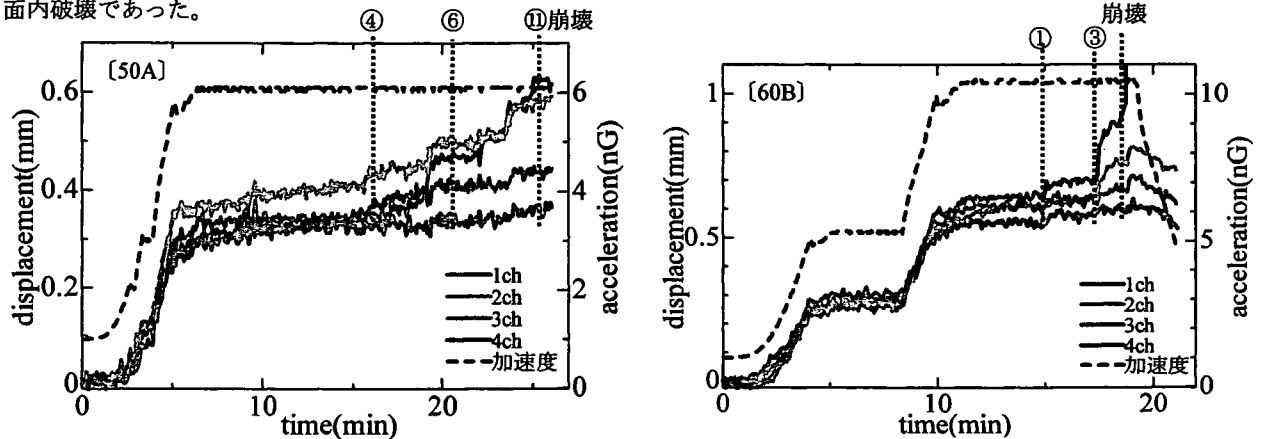 面内破壊であった。
④ ⑥ ⑪崩壊
〔50A〕
0.6
0.4
0.2
0
displacement(mm)
6
4
2
0
acceleration(nG)
1ch
2ch
3ch
4ch
加速度
0 10 20
time(min)
崩壊
① ③
〔60B〕
1
0.5
0
displacement(mm)
10
5
0
acceleration(nG)
1ch
2ch
3ch
4ch
加速度
0 10 20
time(min)